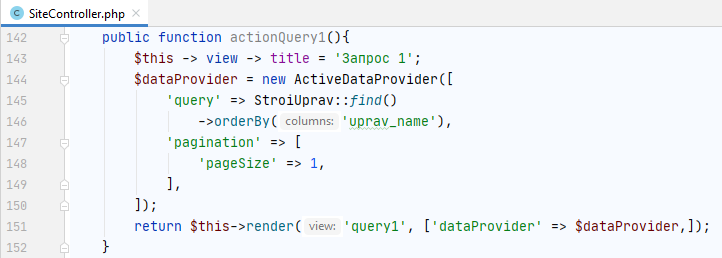 SiteController.php
142 public function actionQuery1(){
143 $this -> view -> title = 'Запрос 1';
144 $dataProvider = new ActiveDataProvider([
145 'query' => StroiUprav::find()
146 ->orderBy( columns: 'uprav_name'),
147 'pagination' => [
148 'pageSize' => 1,
149 ],
150 ]);
151 return $this->render( view: 'query1', ['dataProvider' => $dataProvider,]);
152 }